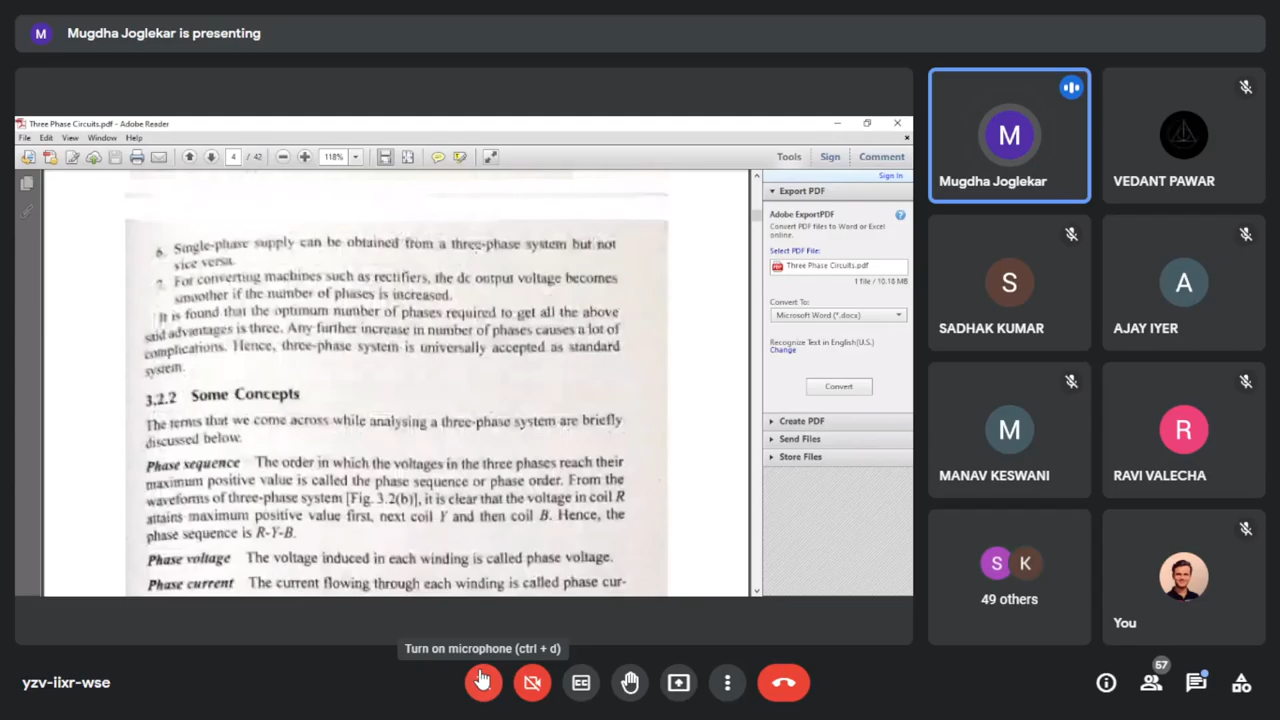 M
Mugdha Joglekar is presenting
Three Phase Circuits.pdf - Adobe Reader
File Edit View Window Help
4 / 42 118% Tools Sign Comment
Sign In
Export PDF
Adobe ExportPDF
Convert PDF files to Word or Excel
online.
Select PDF File:
Three Phase Circuits.pdf
1 file / 10.18 MB
Convert To:
Microsoft Word (*.docx)
Recognize Text in English(U.S.)
Change
Convert
Create PDF
Send Files
Store Files
6. Single-phase supply can be obtained from a three-phase system but not
vice versa.
7. For converting machines such as rectifiers, the dc output voltage becomes
smoother if the number of phases is increased.
It is found that the optimum number of phases required to get all the above
said advantages is three. Any further increase in number of phases causes a lot of
complications. Hence, three-phase system is universally accepted as standard
system.
3.2.2 Some Concepts
The terms that we come across while analysing a three-phase system are briefly
discussed below.
Phase sequence The order in which the voltages in the three phases reach their
maximum positive value is called the phase sequence or phase order. From the
waveforms of three-phase system [Fig. 3.2(b)], it is clear that the voltage in coil R
attains maximum positive value first, next coil Y and then coil B. Hence, the
phase sequence is R-Y-B.
Phase voltage The voltage induced in each winding is called phase voltage.
Phase current The current flowing through each winding is called phase cur-
M
Mugdha Joglekar
VEDANT PAWAR
S
SADHAK KUMAR
A
AJAY IYER
M
MANAV KESWANI
R
RAVI VALECHA
S K
49 others
You
Turn on microphone (ctrl + d)
yzv-iixr-wse
CC
57